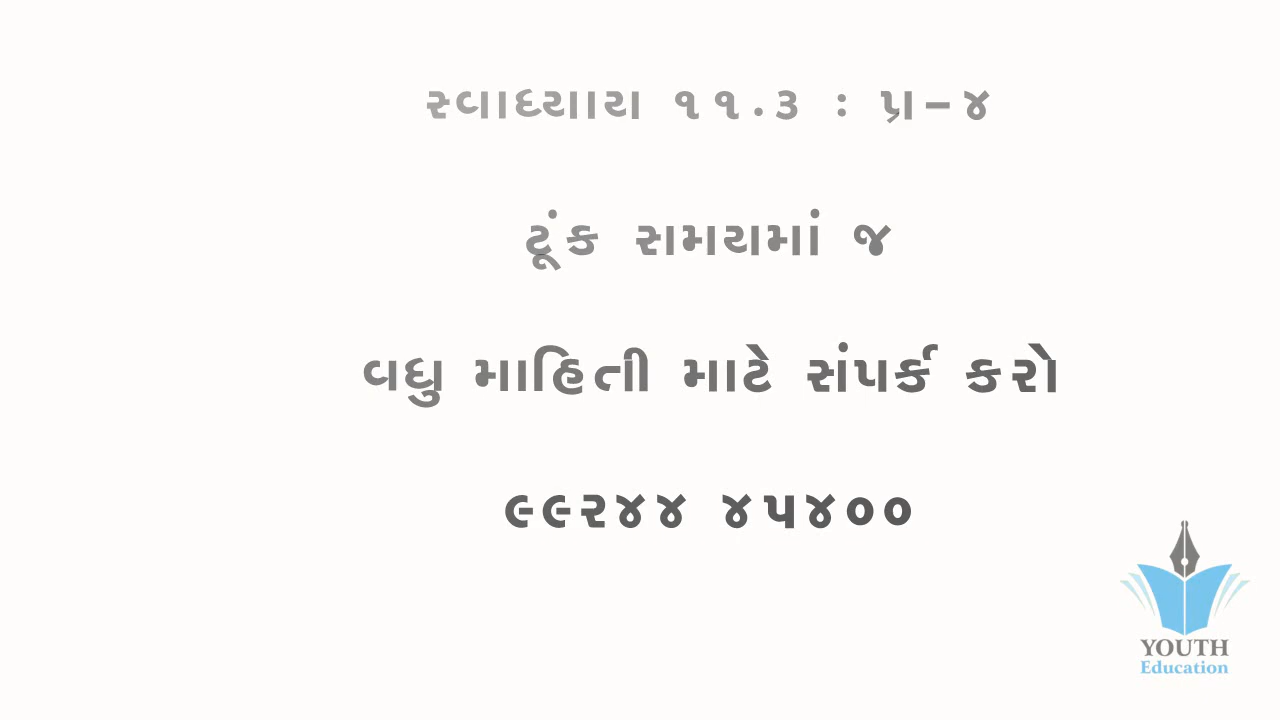 સ્વાધ્યાય ૧૧.૩ : પ્ર-૪
ટૂંક સમયમાં જ
વધુ માહિતી માટે સંપર્ક કરો
૯૯૨૪૪ ૪૫૪૦૦
YOUTH
Education